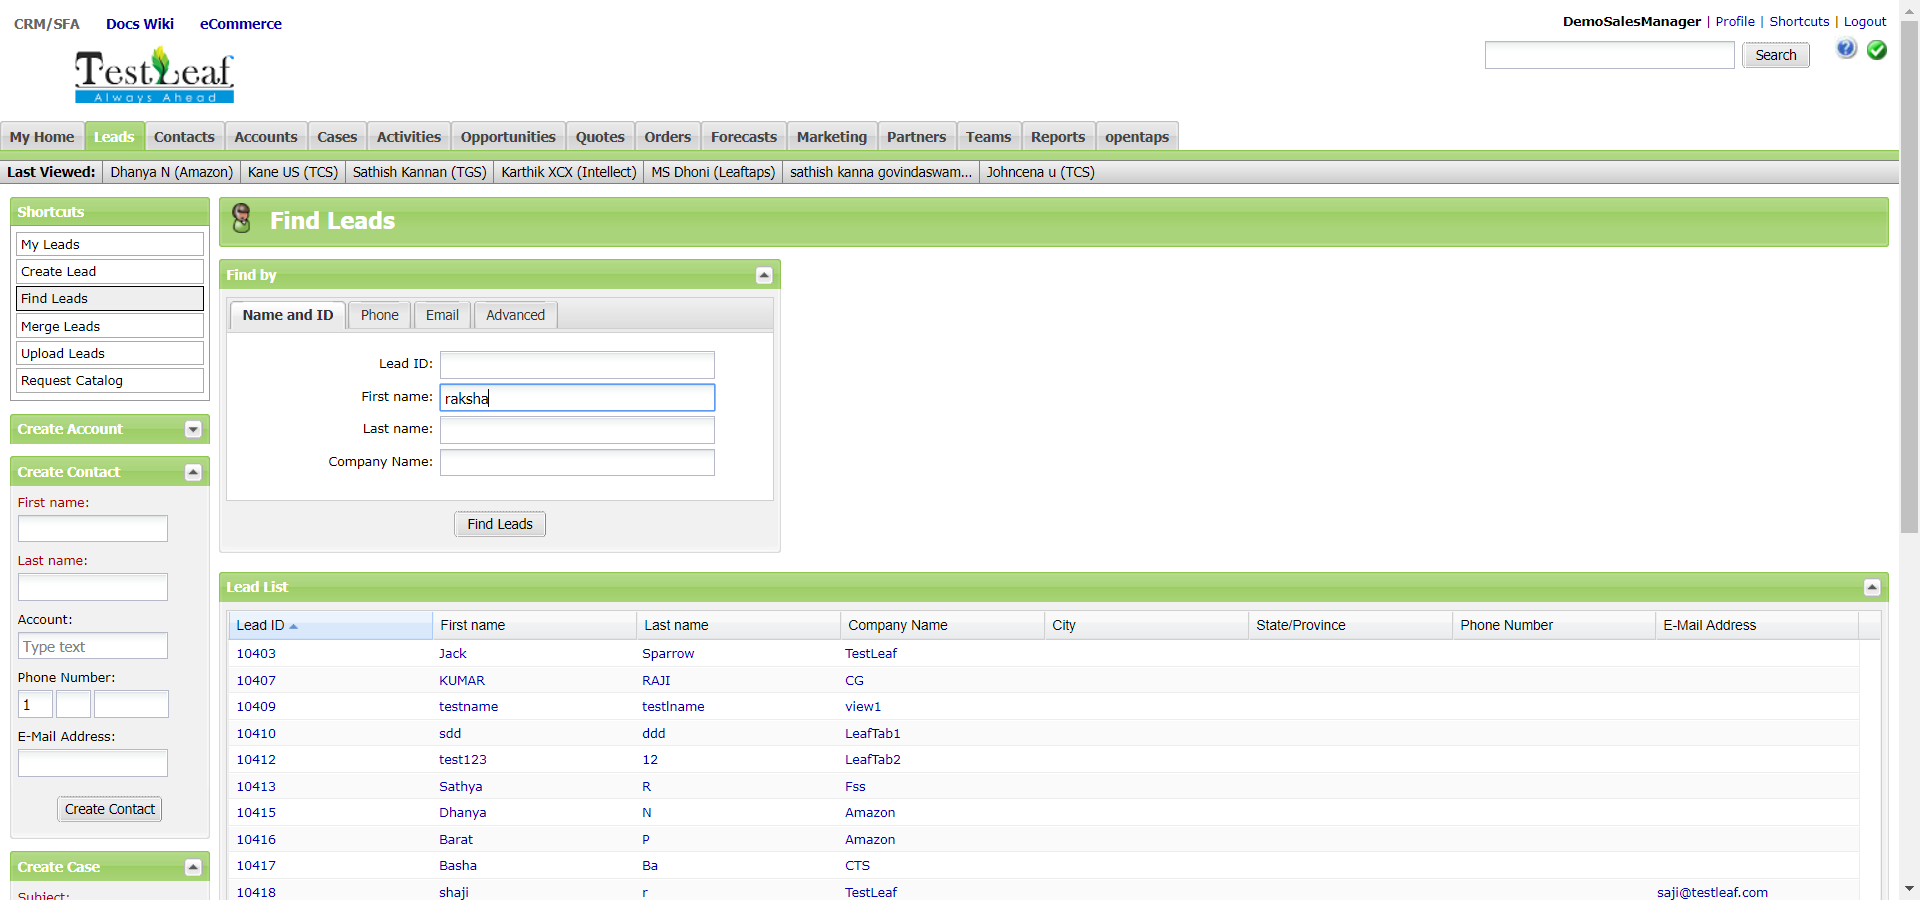 CRM/SFA Docs Wiki eCommerce
DemoSalesManager | Profile | Shortcuts | Logout
Search
TestLeaf
Always Ahead
My Home Leads Contacts Accounts Cases Activities Opportunities Quotes Orders Forecasts Marketing Partners Teams Reports opentaps
Last Viewed: Dhanya N (Amazon) Kane US (TCS) Sathish Kannan (TGS) Karthik XCX (Intellect) MS Dhoni (Leaftaps) sathish kanna govindaswam... Johncena u (TCS)
Shortcuts
My Leads
Create Lead
Find Leads
Merge Leads
Upload Leads
Request Catalog
Create Account
Create Contact
First name:
Last name:
Account:
Type text
Phone Number:
1
E-Mail Address:
Create Contact
Create Case
Subject:
Find Leads
Find by
Name and ID Phone Email Advanced
Lead ID:
First name: raksha
Last name:
Company Name:
Find Leads
Lead List
Lead ID First name Last name Company Name City State/Province Phone Number E-Mail Address
10403 Jack Sparrow TestLeaf
10407 KUMAR RAJI CG
10409 testname testlname view1
10410 sdd ddd LeafTab1
10412 test123 12 LeafTab2
10413 Sathya R Fss
10415 Dhanya N Amazon
10416 Barat P Amazon
10417 Basha Ba CTS
10418 shaji r TestLeaf saji@testleaf.com